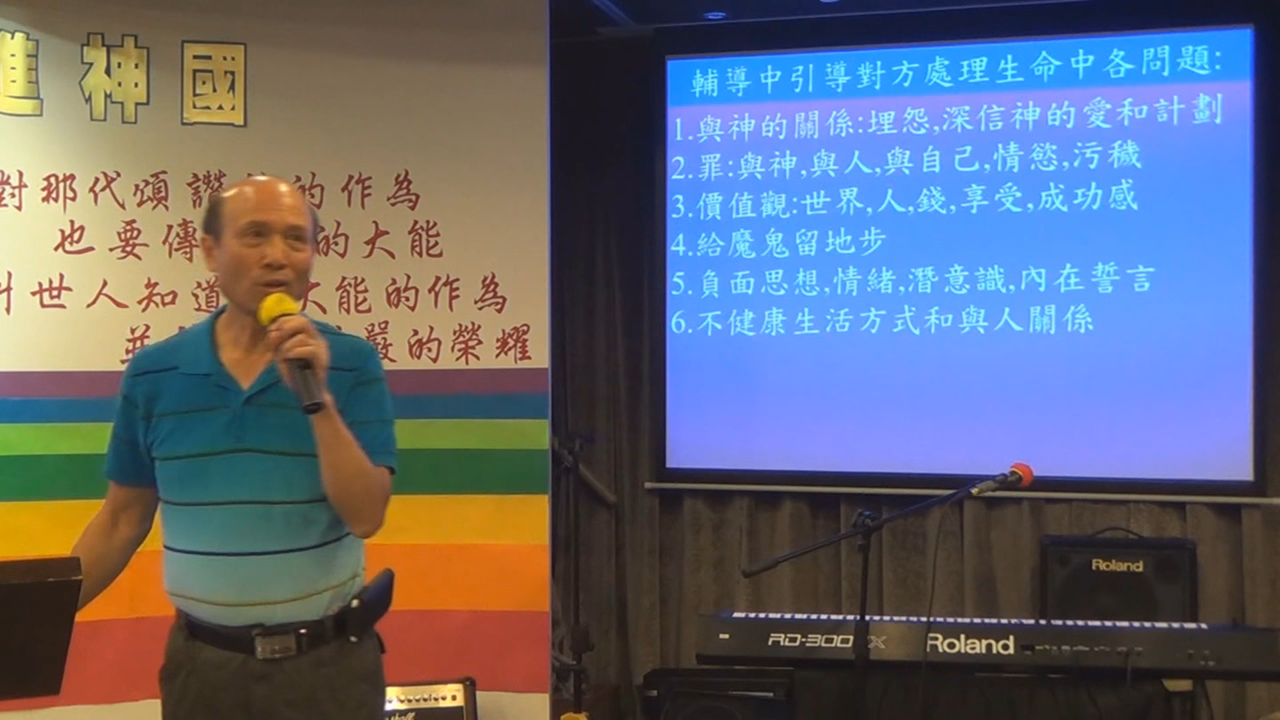 進神國
對那代頌讚 的作為
也要傳 的大能
世人知道 大能的作為
並 嚴的榮耀
輔導中引導對方處理生命中各問題:
1.與神的關係:埋怨,深信神的愛和計劃
2.罪:與神,與人,與自己,情慾,污穢
3.價值觀:世界,人,錢,享受,成功感
4.給魔鬼留地步
5.負面思想,情緒,潛意識,內在誓言
6.不健康生活方式和與人關係
Roland
RD-300 X Roland